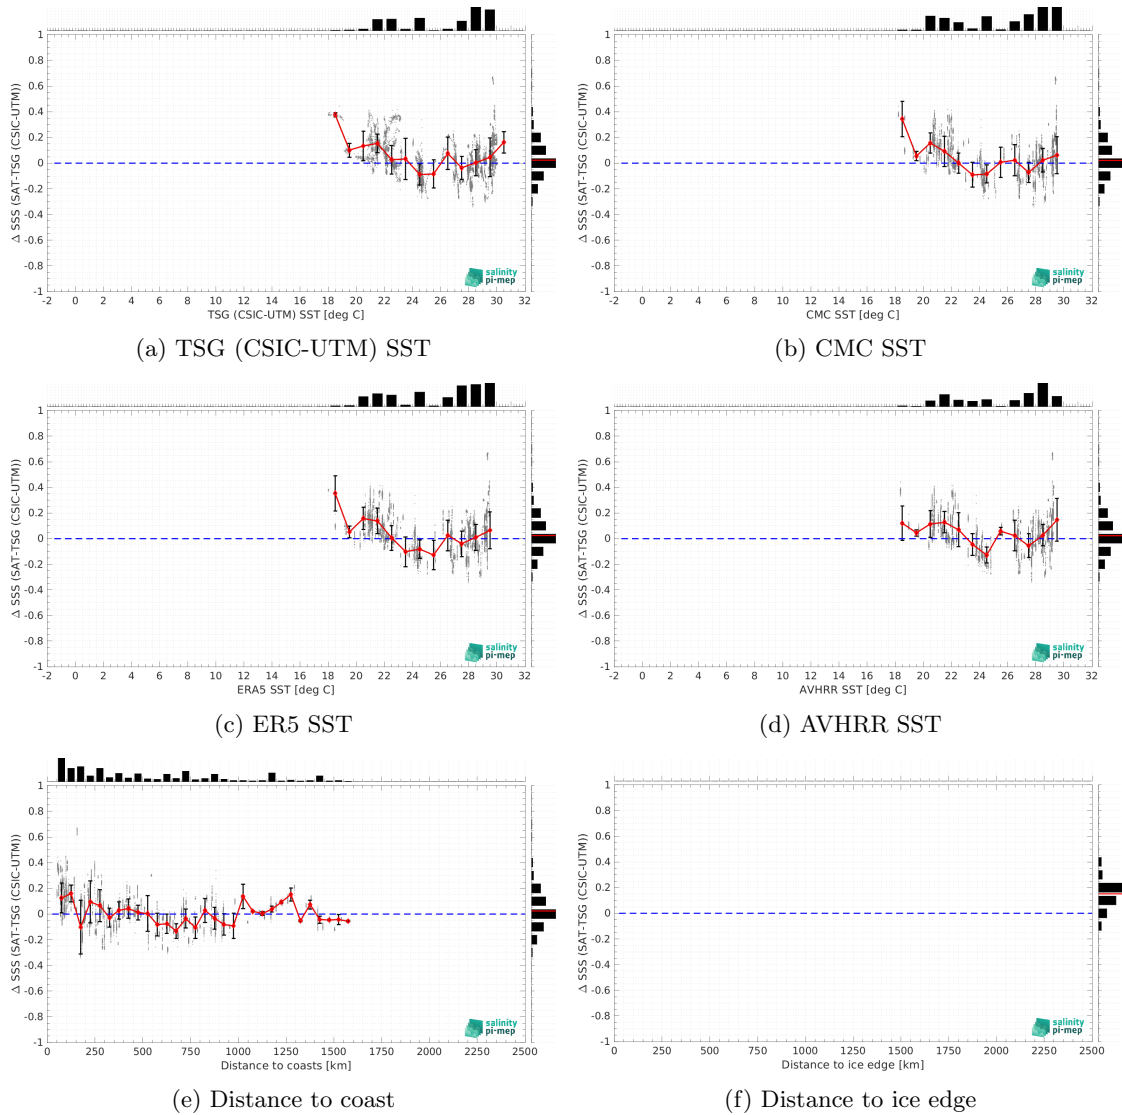 1
0.8
0.6
0.4
0.2
0
-0.2
-0.4
-0.6
-0.8
-1
Δ SSS (SAT-TSG (CSIC-UTM))
-2 0 2 4 6 8 10 12 14 16 18 20 22 24 26 28 30 32
TSG (CSIC-UTM) SST [deg C]
salinity
pi-mep
(a) TSG (CSIC-UTM) SST
1
0.8
0.6
0.4
0.2
0
-0.2
-0.4
-0.6
-0.8
-1
Δ SSS (SAT-TSG (CSIC-UTM))
-2 0 2 4 6 8 10 12 14 16 18 20 22 24 26 28 30 32
CMC SST [deg C]
salinity
pi-mep
(b) CMC SST
1
0.8
0.6
0.4
0.2
0
-0.2
-0.4
-0.6
-0.8
-1
Δ SSS (SAT-TSG (CSIC-UTM))
-2 0 2 4 6 8 10 12 14 16 18 20 22 24 26 28 30 32
ERA5 SST [deg C]
salinity
pi-mep
(c) ER5 SST
1
0.8
0.6
0.4
0.2
0
-0.2
-0.4
-0.6
-0.8
-1
Δ SSS (SAT-TSG (CSIC-UTM))
-2 0 2 4 6 8 10 12 14 16 18 20 22 24 26 28 30 32
AVHRR SST [deg C]
salinity
pi-mep
(d) AVHRR SST
1
0.8
0.6
0.4
0.2
0
-0.2
-0.4
-0.6
-0.8
-1
Δ SSS (SAT-TSG (CSIC-UTM))
0 250 500 750 1000 1250 1500 1750 2000 2250 2500
Distance to coasts [km]
salinity
pi-mep
(e) Distance to coast
1
0.8
0.6
0.4
0.2
0
-0.2
-0.4
-0.6
-0.8
-1
Δ SSS (SAT-TSG (CSIC-UTM))
0 250 500 750 1000 1250 1500 1750 2000 2250 2500
Distance to ice edge [km]
salinity
pi-mep
(f) Distance to ice edge